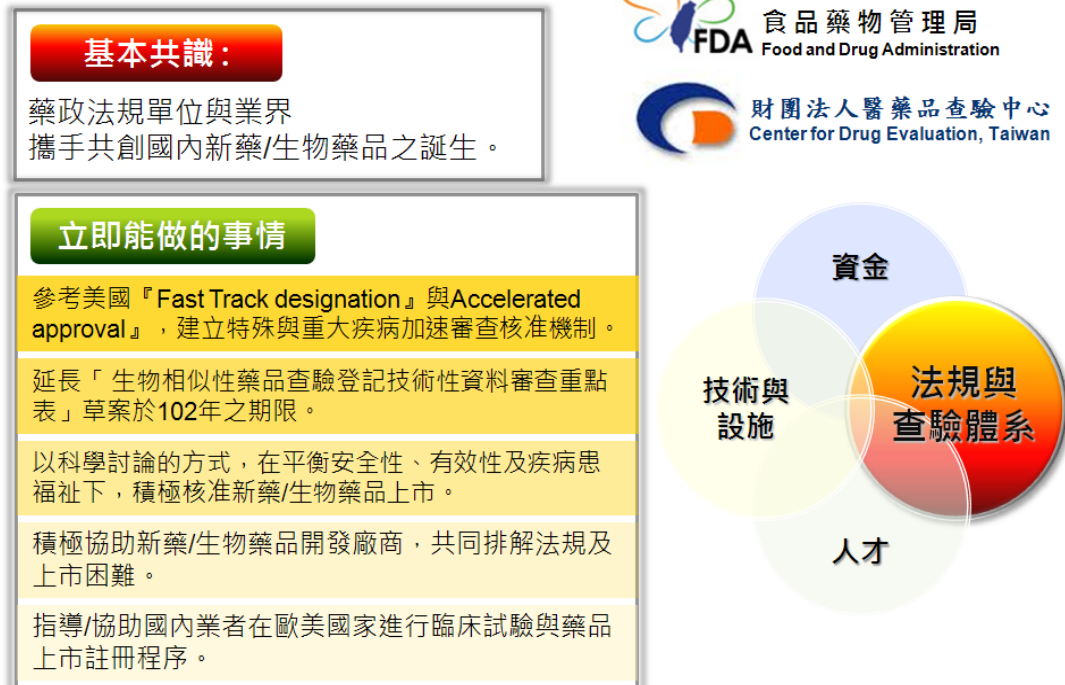 基本共識：
藥政法規單位與業界
攜手共創國內新藥/生物藥品之誕生。
FDA
食品藥物管理局
Food and Drug Administration
財團法人醫藥品查驗中心
Center for Drug Evaluation, Taiwan
立即能做的事情
參考美國『Fast Track designation』與Accelerated
approval』，建立特殊與重大疾病加速審查核准機制。
延長「 生物相似性藥品查驗登記技術性資料審查重點
表」草案於102年之期限。
以科學討論的方式，在平衡安全性、有效性及疾病患
福祉下，積極核准新藥/生物藥品上市。
積極協助新藥/生物藥品開發廠商，共同排解法規及
上市困難。
指導/協助國內業者在歐美國家進行臨床試驗與藥品
上市註冊程序。
資金
技術與
設施
法規與
查驗體系
人才